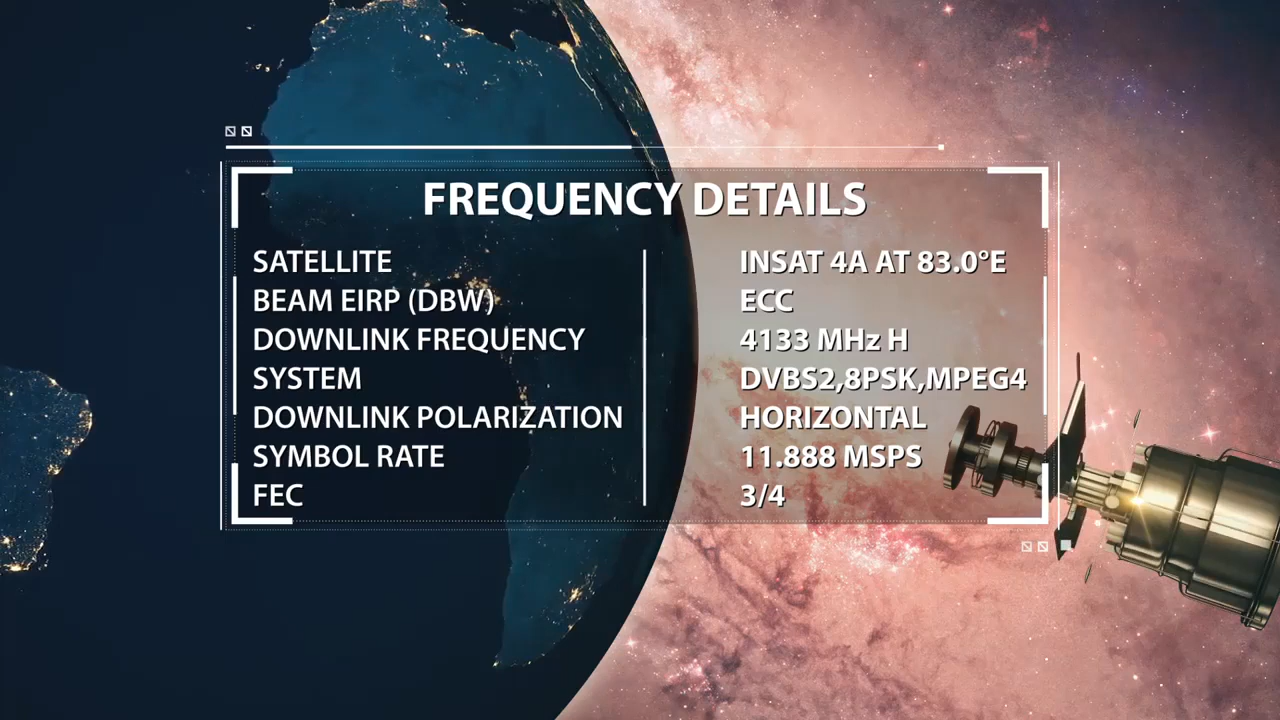 FREQUENCY DETAILS
SATELLITE INSAT 4A AT 83.0°E
BEAM EIRP (DBW) ECC
DOWNLINK FREQUENCY 4133 MHz H
SYSTEM DVBS2,8PSK,MPEG4
DOWNLINK POLARIZATION HORIZONTAL
SYMBOL RATE 11.888 MSPS
FEC 3/4